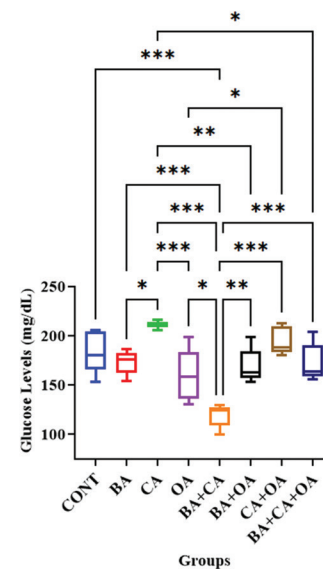 *
***
*
**
***
*** ***
*** ***
* * **
Glucose Levels (mg/dL)
250
200
150
100
CONT
BA
CA
OA
BA+CA
BA+OA
CA+OA
BA+CA+OA
Groups